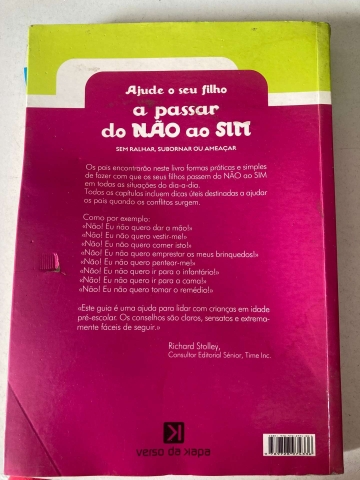 Ajude o seu filho
a passar
do NÃO ao SIM
SEM RALHAR, SUBORNAR OU AMEAÇAR
Os pais encontrarão neste livro formas práticas e simples
de fazer com que os seus filhos passem do NÃO ao SIM
em todas as situações do dia-a-dia.
Todos os capítulos incluem dicas úteis destinadas a ajudar
os pais quando os conflitos surgem.
Como por exemplo:
«Não! Eu não quero dar a mão!»
«Não! Eu não quero vestir-me!»
«Não! Eu não quero comer isto!»
«Não! Eu não quero emprestar os meus brinquedos!»
«Não! Eu não quero pentear-me!»
«Não! Eu não quero ir para o infantário!»
«Não! Eu não quero ir para a cama!»
«Não! Eu não quero tomar o remédio!»
«Este guia é uma ajuda para lidar com crianças em idade
pré-escolar. Os conselhos são claros, sensatos e extrema-
mente fáceis de seguir.»
Richard Stolley,
Consultor Editorial Sénior, Time Inc.
K
verso da kapa